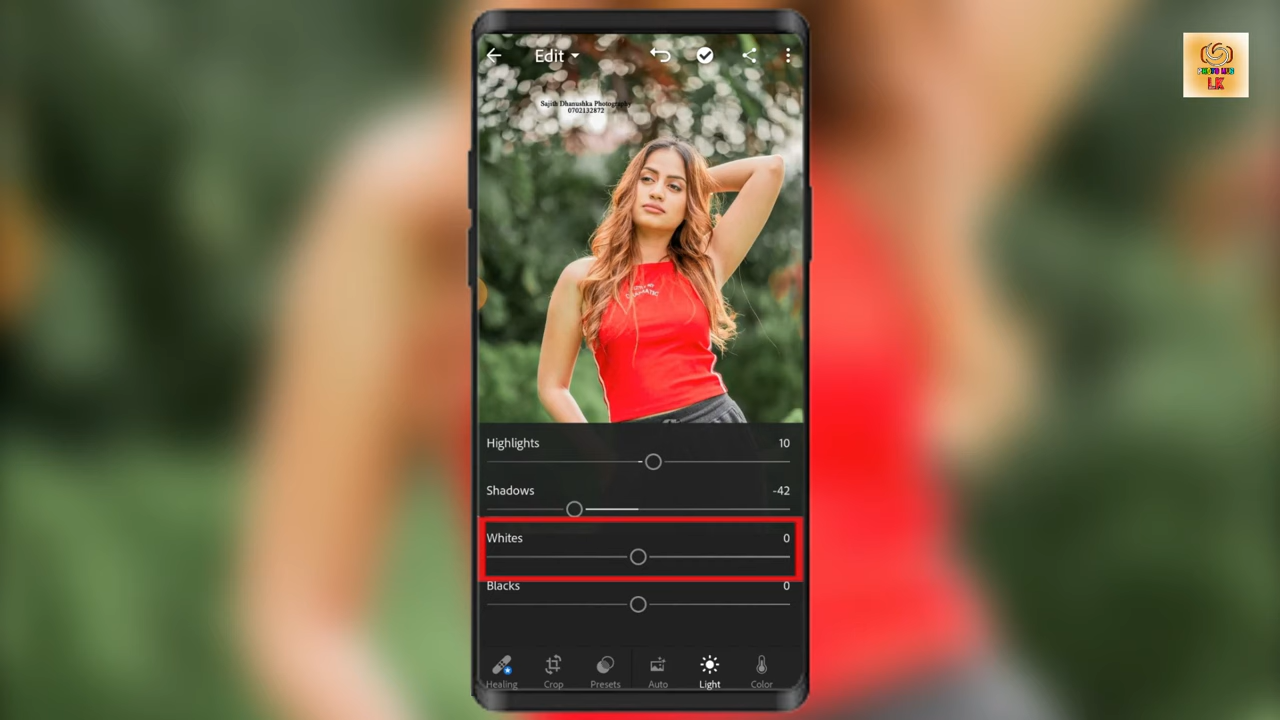 Edit
Sajith Dhanushka Photography
0702132872
LK
Highlights 10
Shadows -42
Whites 0
Blacks 0
Healing Crop Presets Auto Light Color